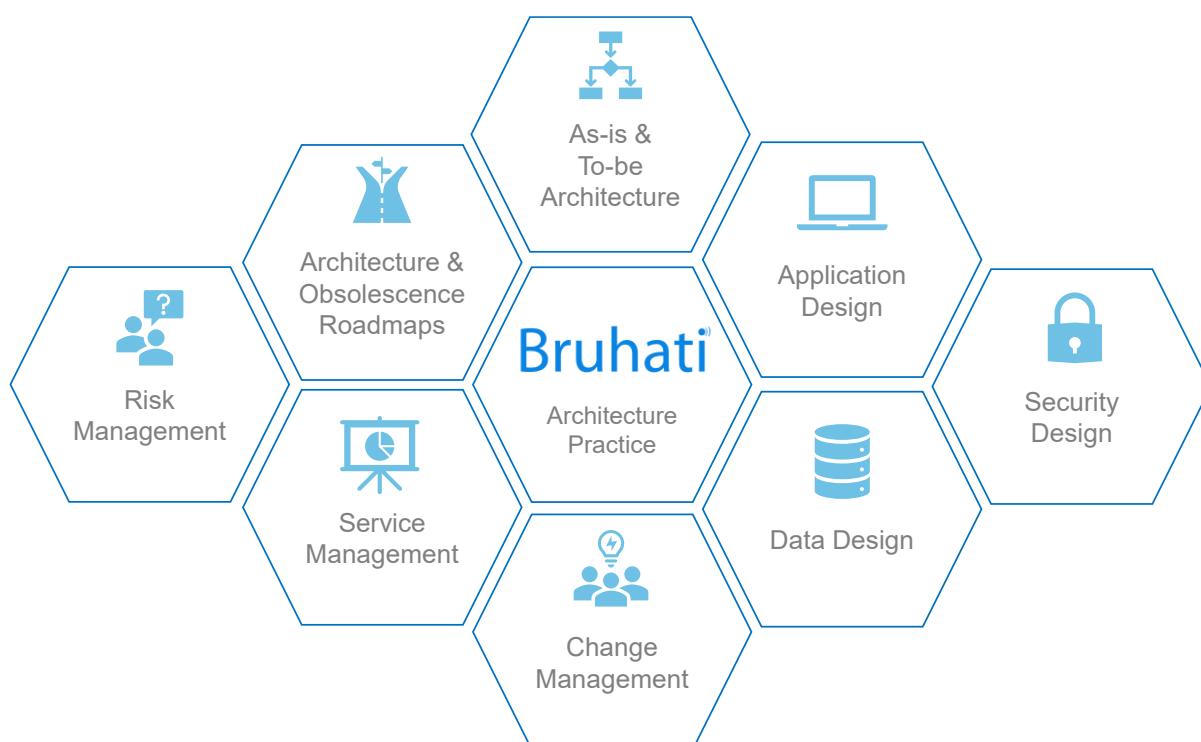 As-is &
To-be
Architecture
Architecture &
Obsolescence
Roadmaps
Application
Design
Risk
Management
?
Bruhati
Architecture
Practice
Security
Design
Service
Management
Data Design
Change
Management